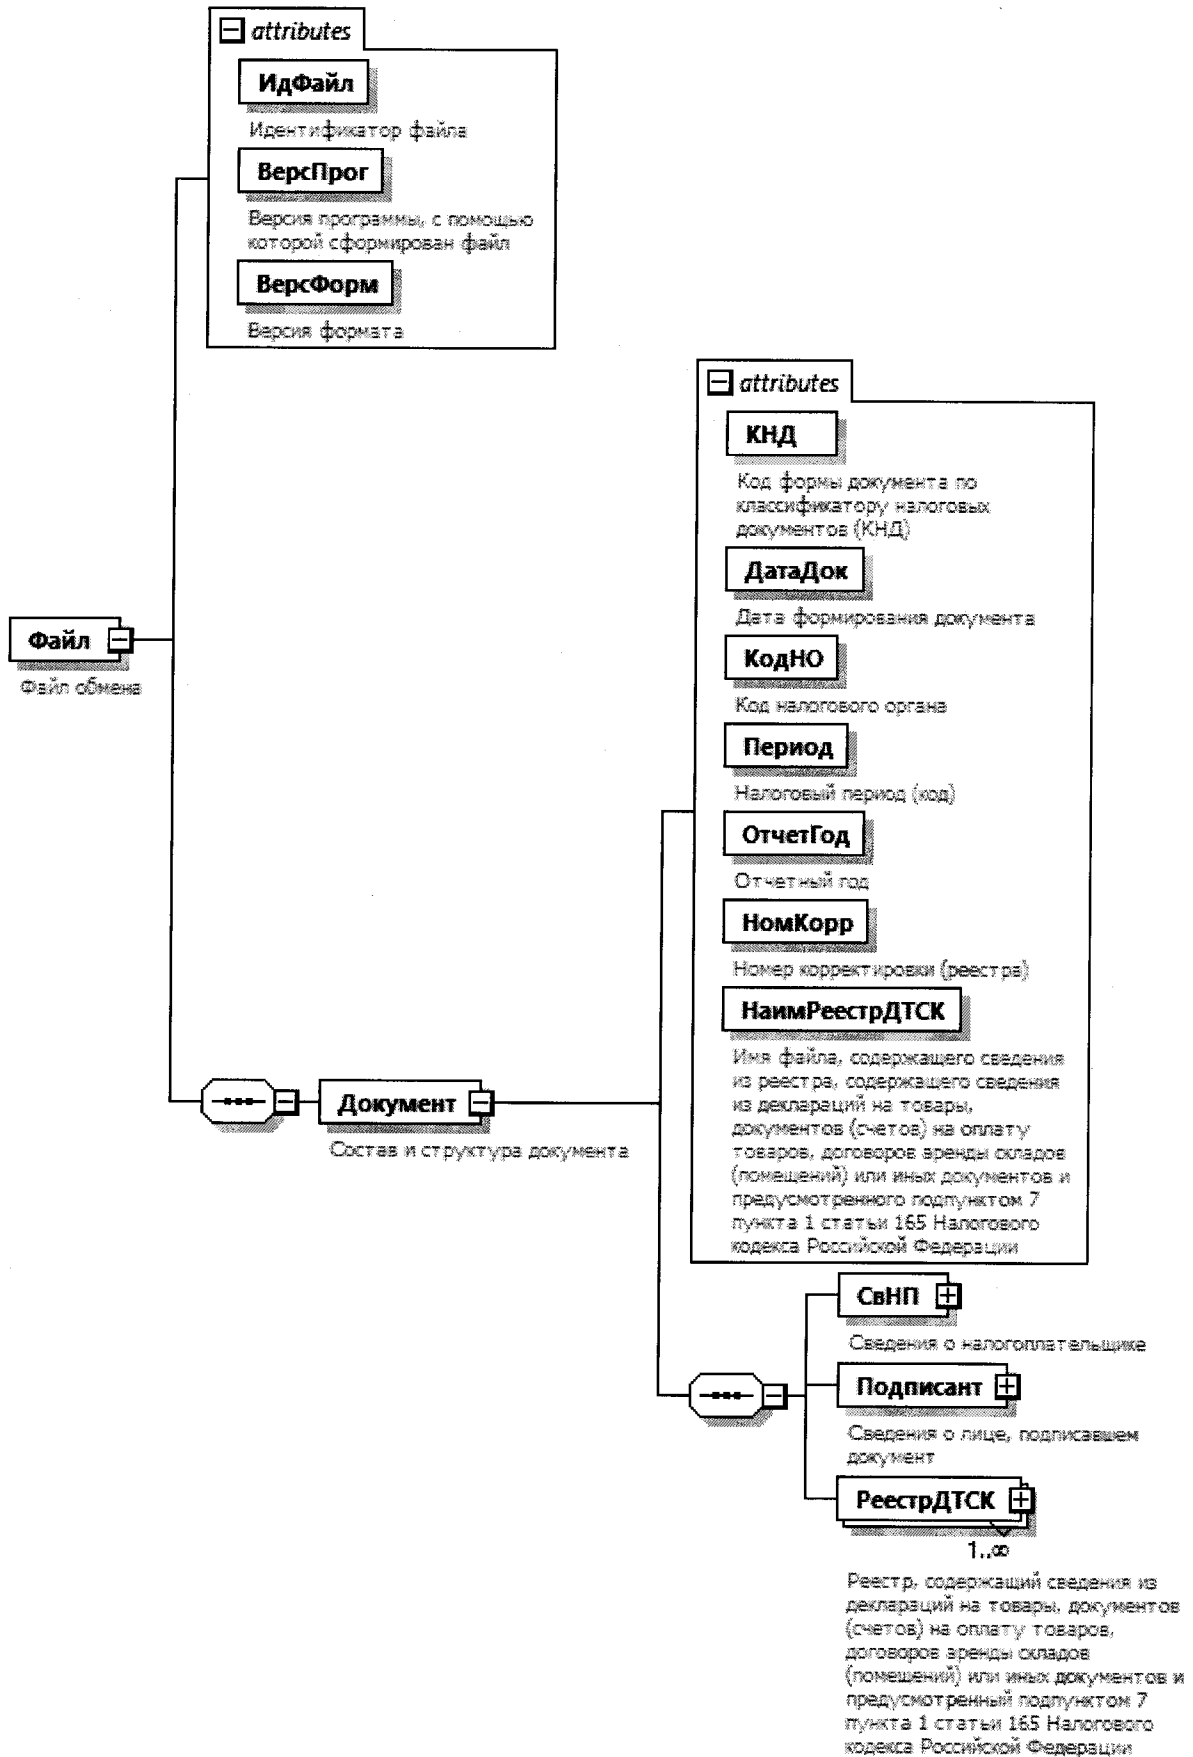 attributes
ИдФайл
Идентификатор файла
ВерсПрог
Версия программы, с помощью
которой сформирован файл
ВерсФорм
Версия формата
attributes
КНД
Код формы документа по
классификатору налоговых
документов (КНД)
ДатаДок
Дата формирования документа
КодНО
Код налогового органа
Период
Налоговый период (код)
ОтчетГод
Отчетный год
НомКорр
Номер корректировки (реестра)
НаимРеестрДТСК
Имя файла, содержащего сведения
из реестра, содержащего сведения
из деклараций на товары,
документов (счетов) на оплату
товаров, договоров аренды складов
(помещений) или иных документов и
предусмотренного подпунктом 7
пункта 1 статьи 165 Налогового
кодекса Российской Федерации
Файл
Файл обмена
Документ
Состав и структура документа
СвНП
Сведения о налогоплательщике
Подписант
Сведения о лице, подписавшем
документ
РеестрДТСК
1..∞
Реестр, содержащий сведения из
деклараций на товары, документов
(счетов) на оплату товаров,
договоров аренды складов
(помещений) или иных документов и
предусмотренный подпунктом 7
пункта 1 статьи 165 Налогового
кодекса Российской Федерации